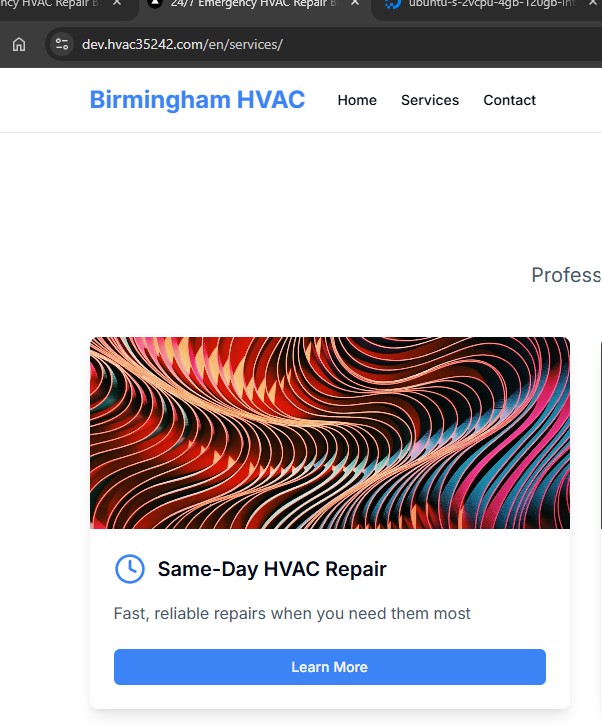 ency HVAC Repair B
24/7 Emergency HVAC Repair B
ubuntu-s-2vcpu-4gb-120gb-int
dev.hvac35242.com/en/services/
Birmingham HVAC
Home Services Contact
Profess
Same-Day HVAC Repair
Fast, reliable repairs when you need them most
Learn More